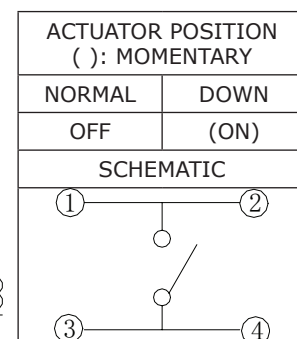 ACTUATOR POSITION
( ): MOMENTARY
NORMAL DOWN
OFF (ON)
SCHEMATIC
① ②
③ ④